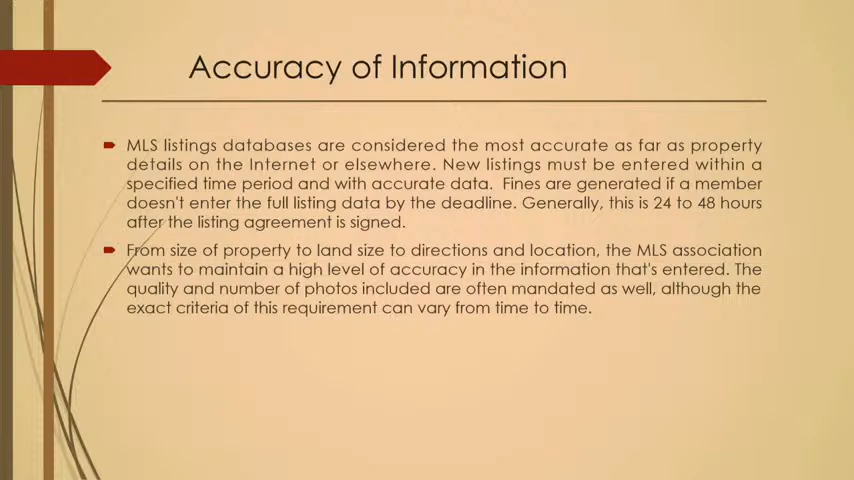 Accuracy of Information
MLS listings databases are considered the most accurate as far as property
details on the Internet or elsewhere. New listings must be entered within a
specified time period and with accurate data.  Fines are generated if a member
doesn't enter the full listing data by the deadline. Generally, this is 24 to 48 hours
after the listing agreement is signed.
From size of property to land size to directions and location, the MLS association
wants to maintain a high level of accuracy in the information that's entered. The
quality and number of photos included are often mandated as well, although the
exact criteria of this requirement can vary from time to time.